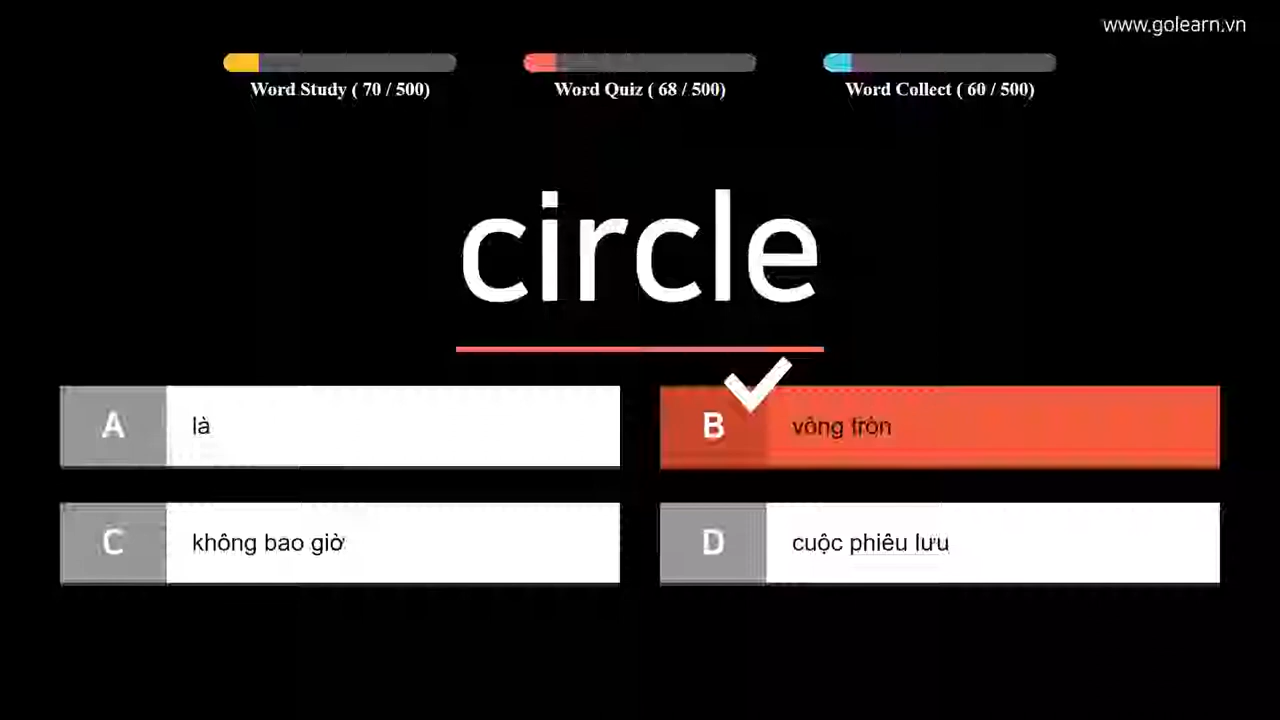 www.golearn.vn
Word Study ( 70 / 500)
Word Quiz ( 68 / 500)
Word Collect ( 60 / 500)
circle
A là
B vòng tròn
C không bao giờ
D cuộc phiêu lưu